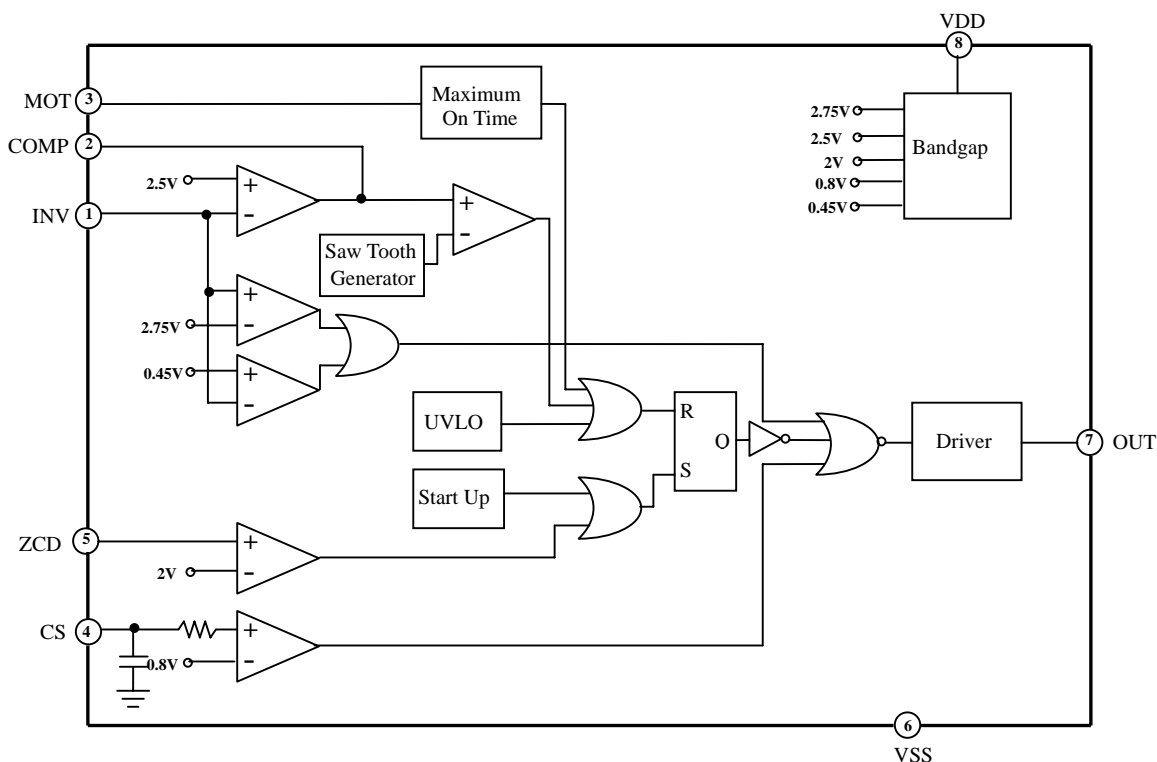 VDD
8
MOT
3
Maximum
On Time
2.75V
2.5V
2V
0.8V
0.45V
Bandgap
COMP
2
INV
1
2.5V
+
-
+
-
Saw Tooth
Generator
2.75V
+
-
0.45V
+
-
UVLO
R
Q
S
Driver
7
OUT
Start Up
ZCD
5
2V
+
-
CS
4
0.8V
+
-
6
VSS